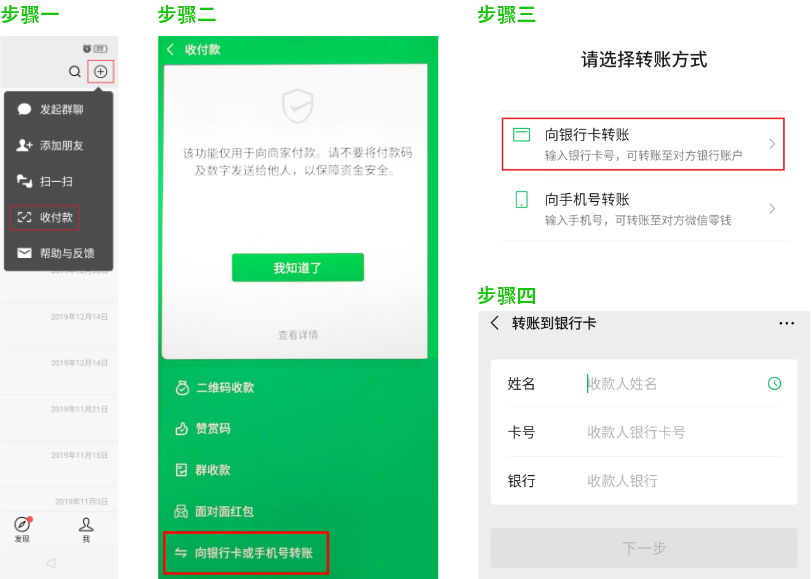 步骤一
发起群聊
添加朋友
扫一扫
收付款
帮助与反馈
2019年12月14日
2019年12月14日
2019年11月21日
2019年11月15日
2019年11月3日
发现
我
步骤二
收付款
该功能仅用于向商家付款。请不要将付款码
及数字发送给他人，以保障资金安全。
我知道了
查看详情
二维码收款
赞赏码
群收款
面对面红包
向银行卡或手机号转账
步骤三
请选择转账方式
向银行卡转账
输入银行卡号，可转账至对方银行账户
向手机号转账
输入手机号，可转账至对方微信零钱
步骤四
转账到银行卡
姓名 收款人姓名
卡号 收款人银行卡号
银行 收款人银行
下一步